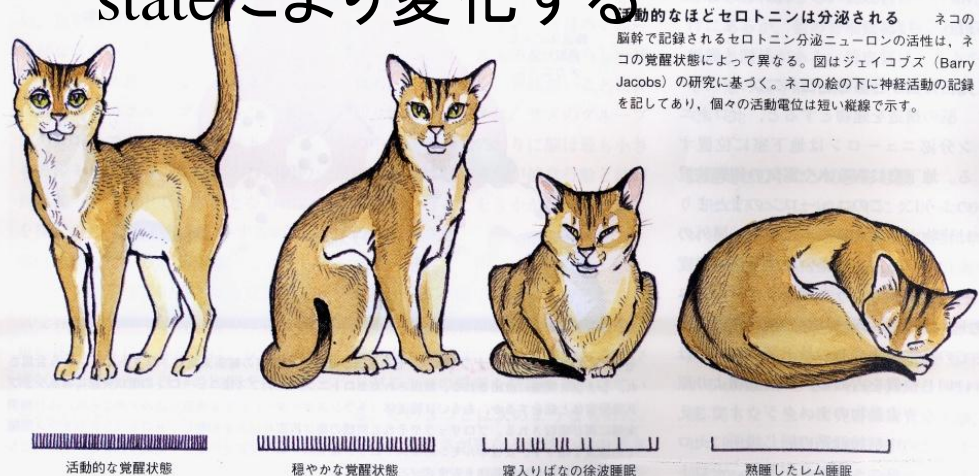 stateにより変化する
活動的なほどセロトニンは分泌される ネコの
脳幹で記録されるセロトニン分泌ニューロンの活性は、ネ
コの覚醒状態によって異なる。図はジェイコブズ（Barry
Jacobs）の研究に基づく。ネコの絵の下に神経活動の記録
を記してあり、個々の活動電位は短い縦線で示す。
活動的な覚醒状態
穏やかな覚醒状態
寝入りばなの徐波睡眠
熟睡したレム睡眠